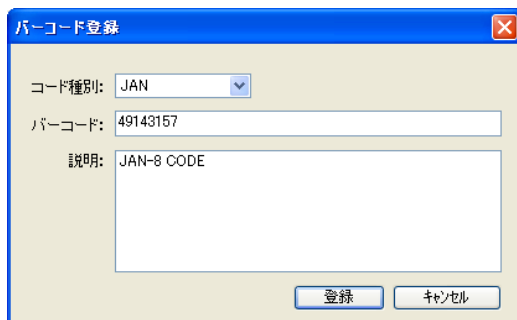 バーコード登録
コード種別: JAN
バーコード: 49143157
説明: JAN-8 CODE
登録 キャンセル